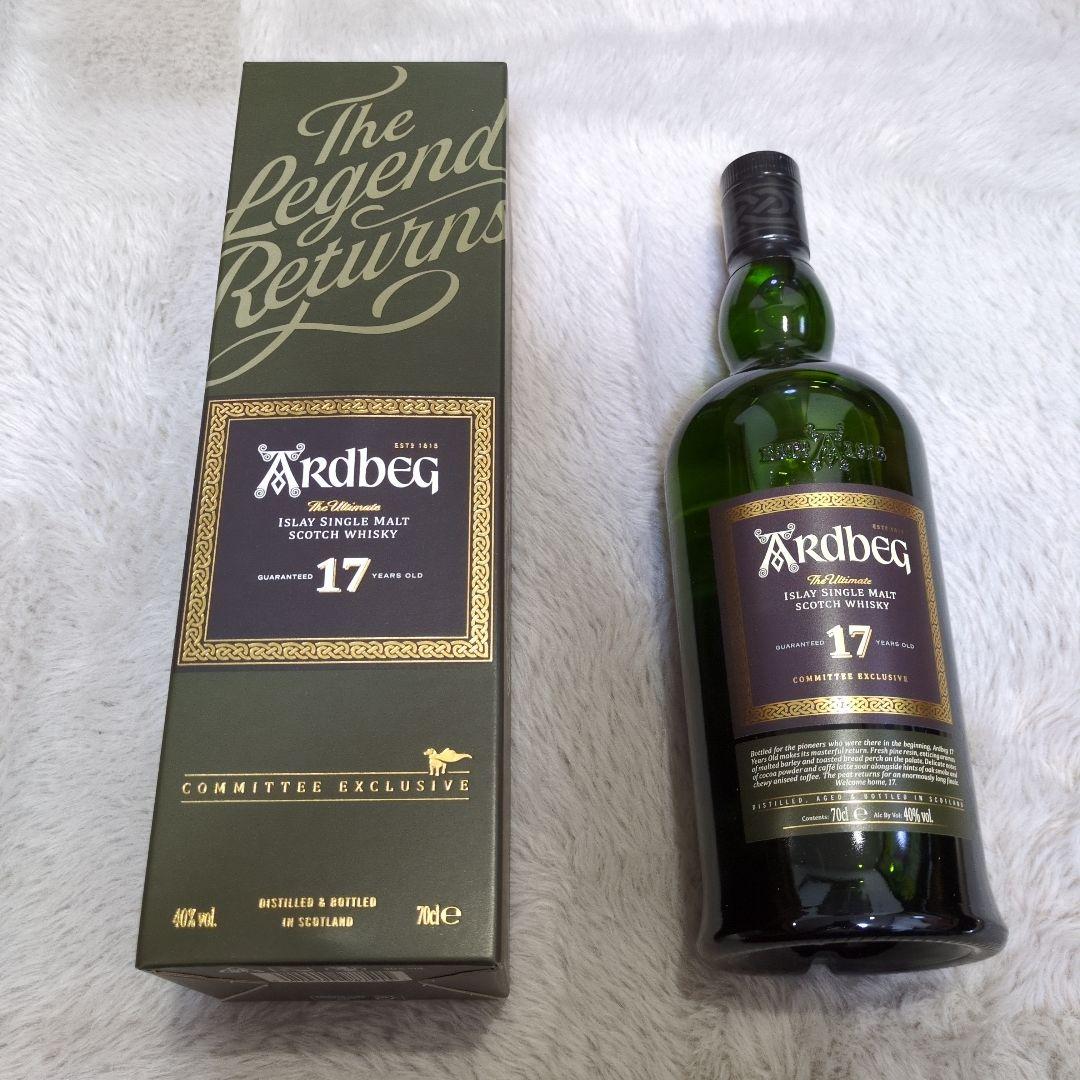 The
Legend
Returns
ESTD 1815
ARDBEG
The Ultimate
ISLAY SINGLE MALT
SCOTCH WHISKY
GUARANTEED 17 YEARS OLD
COMMITTEE EXCLUSIVE
40% vol.
DISTILLED & BOTTLED
IN SCOTLAND
70cl e
ARDBEG
The Ultimate
ISLAY SINGLE MALT
SCOTCH WHISKY
GUARANTEED 17 YEARS OLD
COMMITTEE EXCLUSIVE
Bottled for the pioneers who were there in the beginning, Ardbeg 17
Years Old makes its masterful return. Fresh pine resin, enticing aromas
of malted barley and toasted bread perch on the palate. Delicate notes
of cocoa powder and caffè latte soar alongside hints of oak smoke and
chewy aniseed toffee. The peat returns for an enormously long finish.
Welcome home, 17.
DISTILLED, AGED & BOTTLED IN SCOTLAND
Contents: 70cl e Alc By Vol: 40% vol.